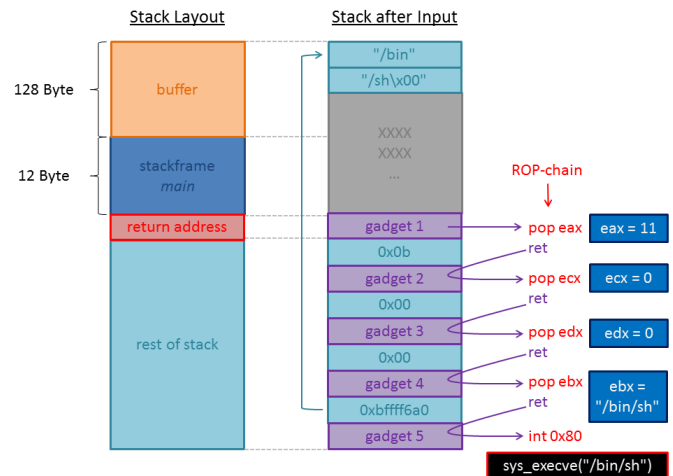 Stack Layout
Stack after Input
128 Byte
buffer
"/bin"
"/sh\x00"
XXXX
XXXX
...
12 Byte
stackframe
main
ROP-chain
return address
gadget 1
pop eax
eax = 11
ret
0x0b
gadget 2
pop ecx
ecx = 0
ret
0x00
gadget 3
pop edx
edx = 0
ret
rest of stack
0x00
gadget 4
pop ebx
ebx =
"/bin/sh"
ret
0xbffff6a0
gadget 5
int 0x80
sys_execve("/bin/sh")